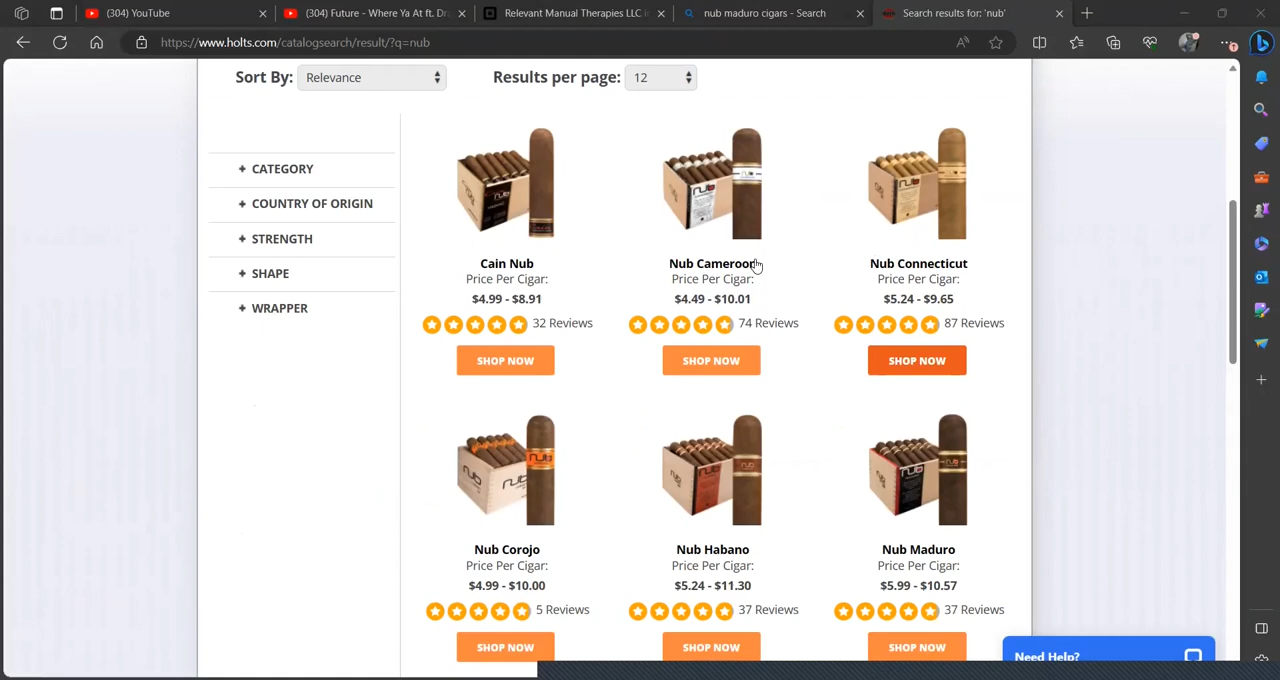 (304) YouTube
(304) Future - Where Ya At ft. Dr
Relevant Manual Therapies LLC i
nub maduro cigars - Search
Search results for: 'nub'
https://www.holts.com/catalogsearch/result/?q=nub
Sort By: Relevance Results per page: 12
+ CATEGORY
+ COUNTRY OF ORIGIN
+ STRENGTH
+ SHAPE
+ WRAPPER
nub nub
Cain Nub Nub Cameroon Nub Connecticut
Price Per Cigar: Price Per Cigar: Price Per Cigar:
$4.99 - $8.91 $4.49 - $10.01 $5.24 - $9.65
32 Reviews 74 Reviews 87 Reviews
SHOP NOW SHOP NOW SHOP NOW
nub nub nub nub
Nub Corojo Nub Habano Nub Maduro
Price Per Cigar: Price Per Cigar: Price Per Cigar:
$4.99 - $10.00 $5.24 - $11.30 $5.99 - $10.57
5 Reviews 37 Reviews 37 Reviews
SHOP NOW SHOP NOW SHOP NOW
Need Help?